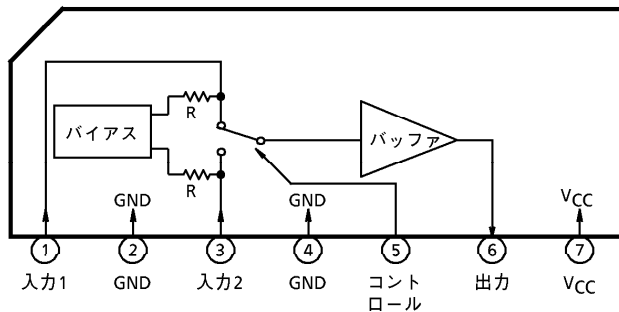 R
バイアス
バッファ
R
GND
GND
VCC
1
2
3
4
5
6
7
入力1
GND
入力2
GND
コント
ロール
出力
VCC